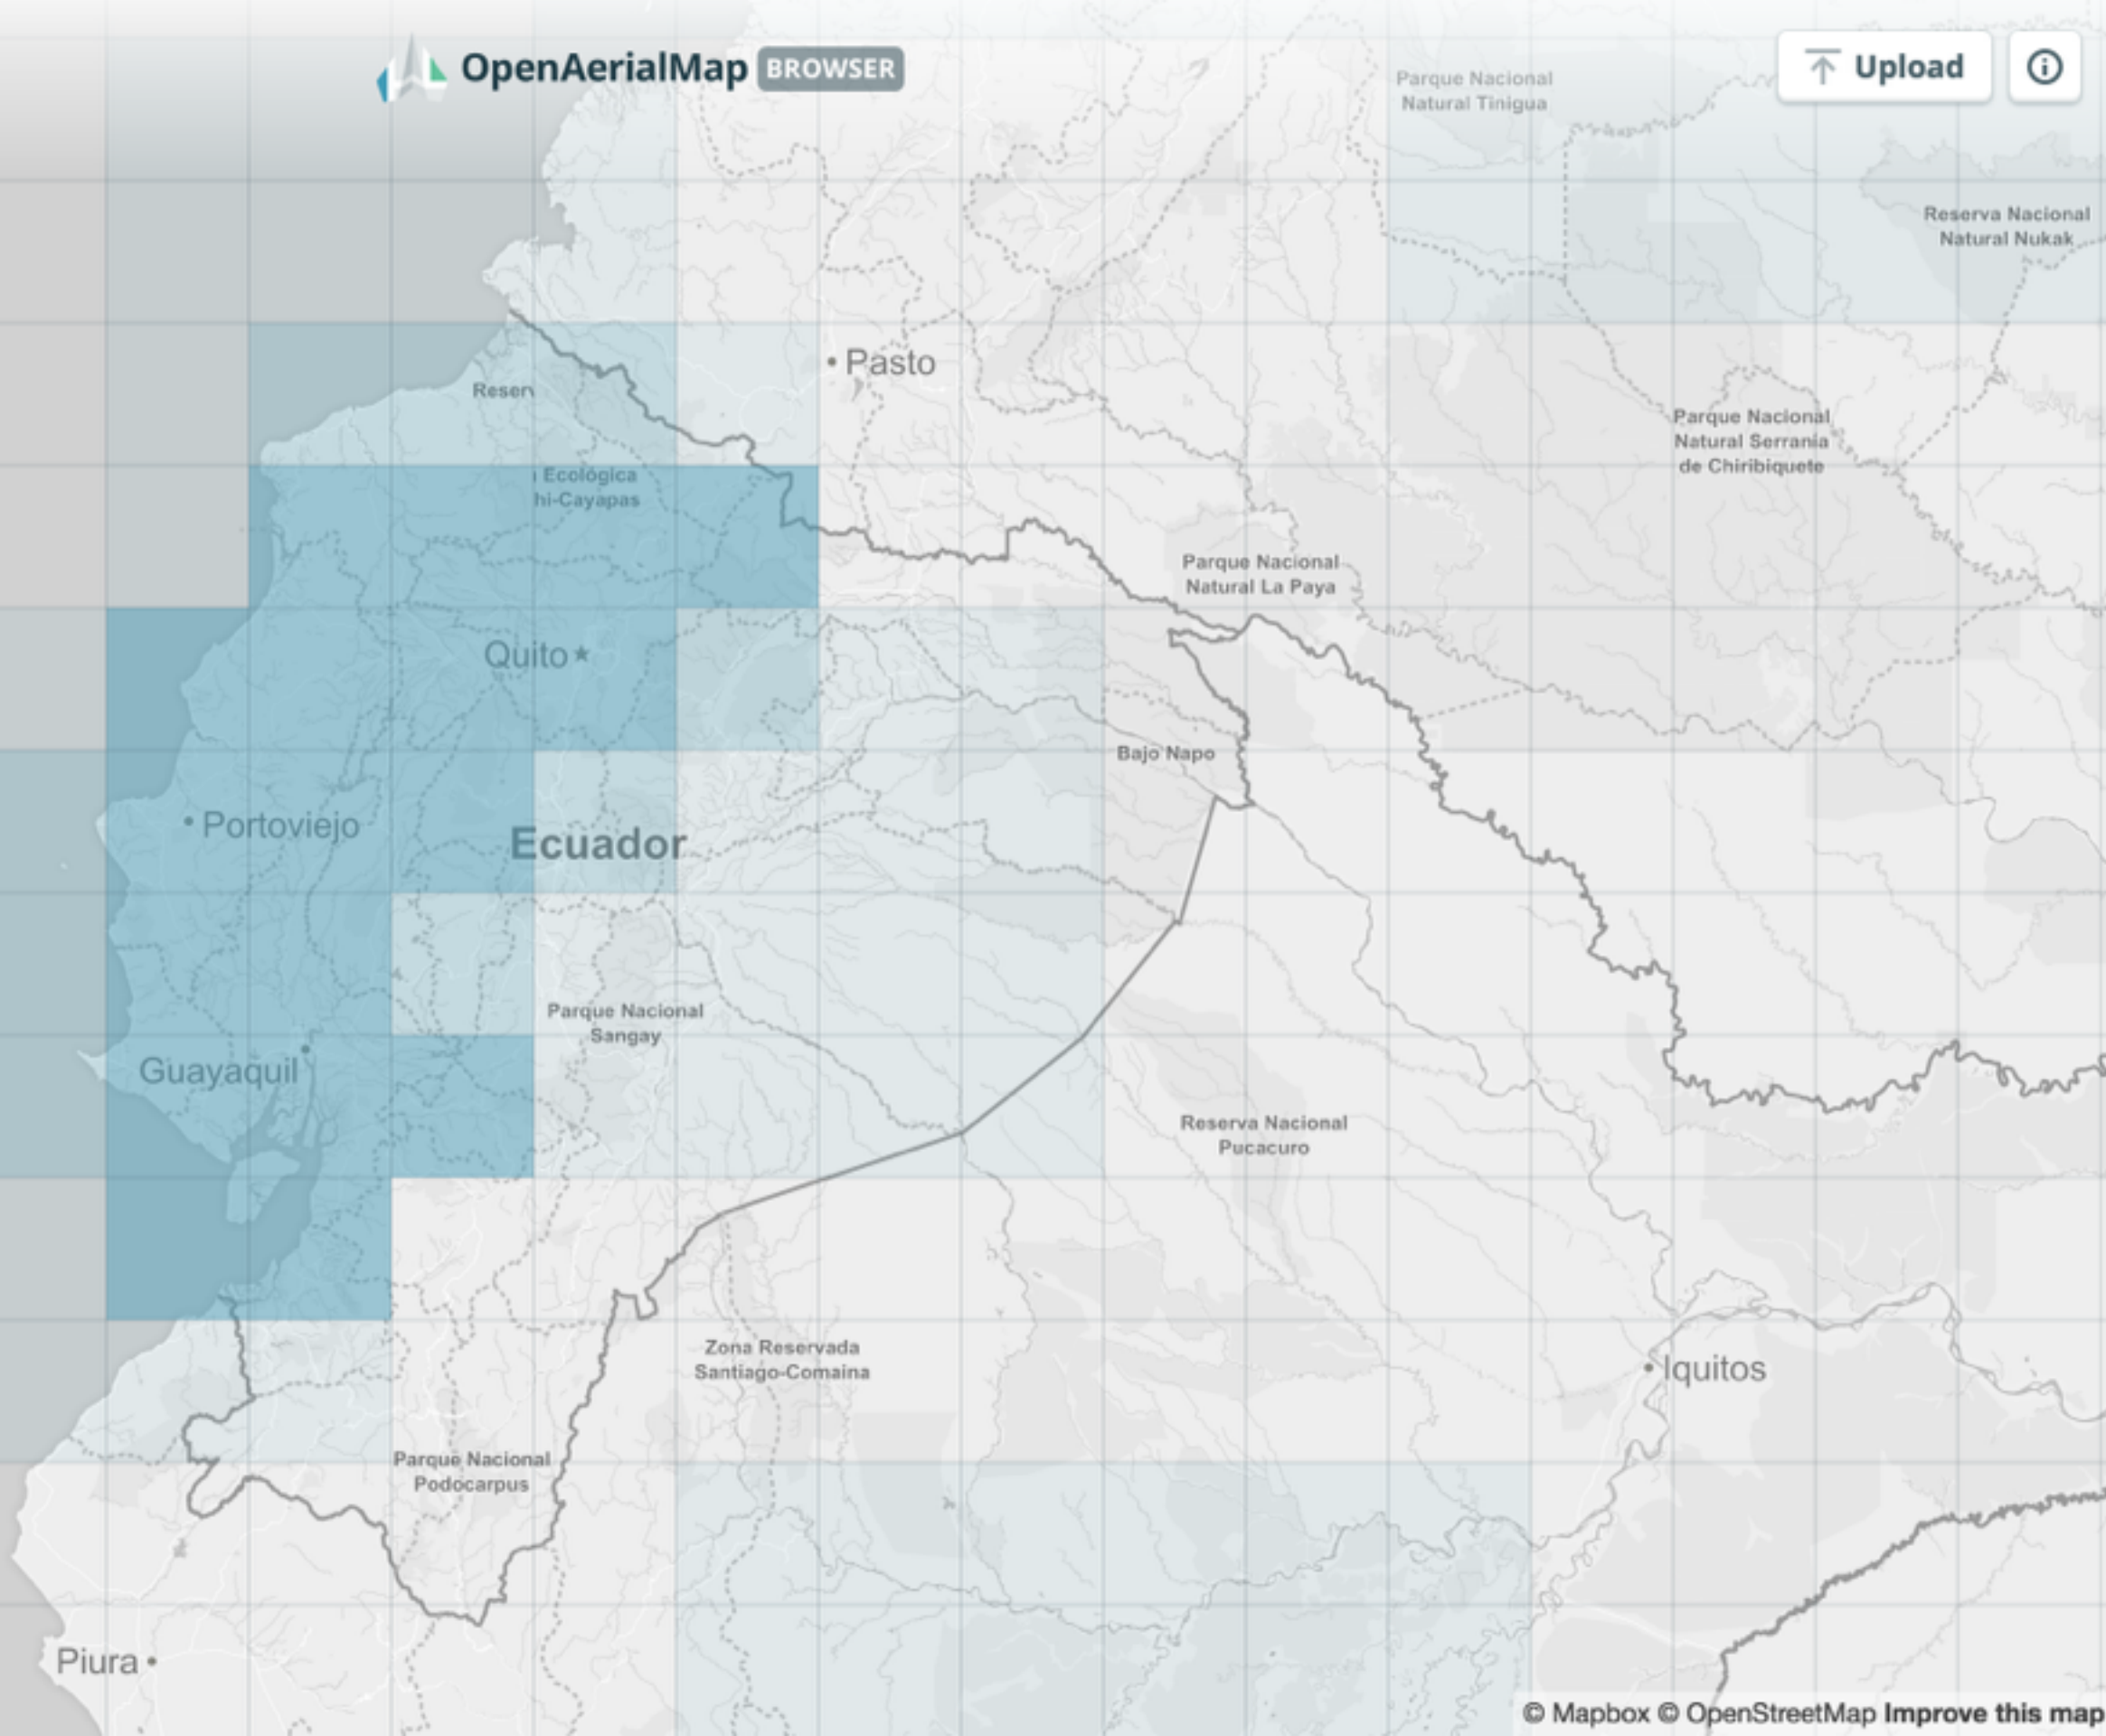 OpenAerialMap BROWSER
Upload
Parque Nacional
Natural Tinigua
Reserva Nacional
Natural Nukak
Pasto
Reserv
Ecológica
hi-Cayapas
Parque Nacional
Natural Serranía
de Chiribiquete
Parque Nacional
Natural La Paya
Quito
Bajo Napo
Portoviejo
Ecuador
Parque Nacional
Sangay
Guayaquil
Reserva Nacional
Pucacuro
Zona Reservada
Santiago-Comaina
Iquitos
Parque Nacional
Podocarpus
Piura
© Mapbox © OpenStreetMap Improve this map